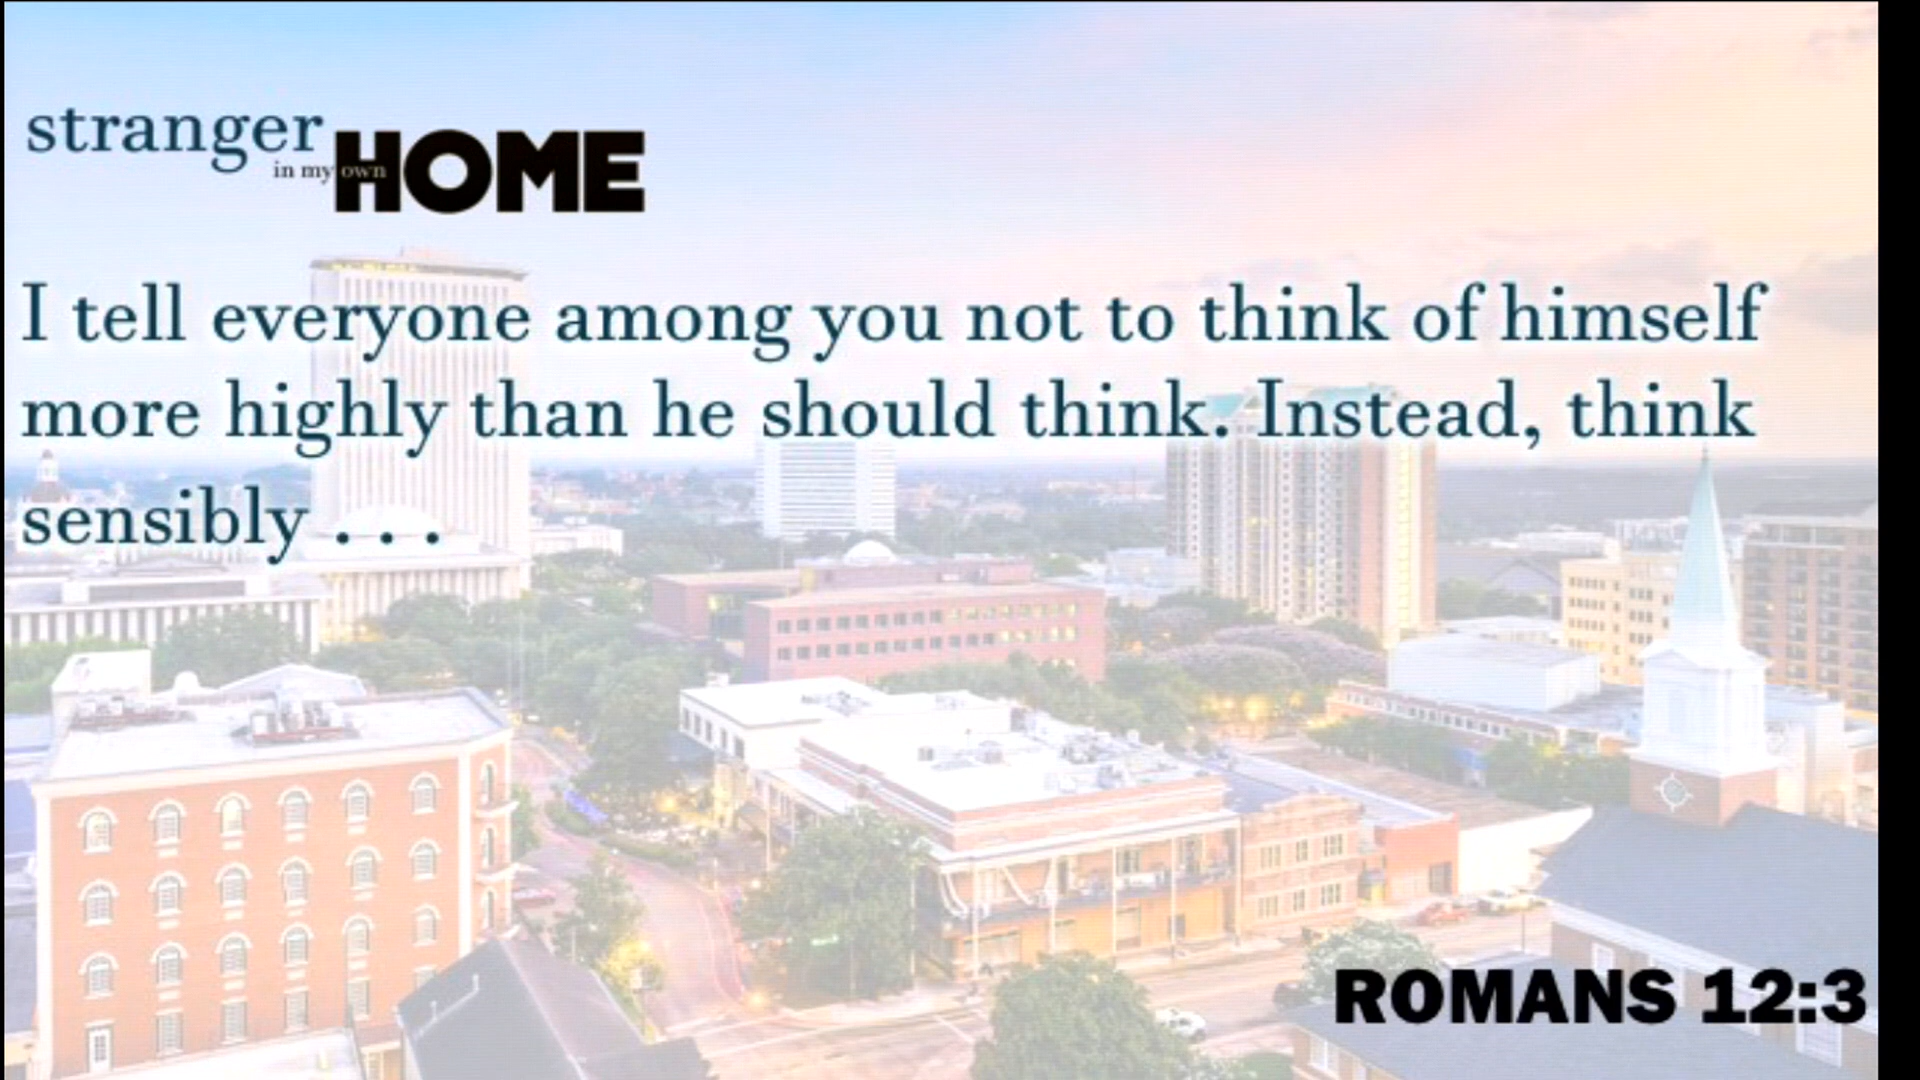 stranger
in my own
HOME
I tell everyone among you not to think of himself
more highly than he should think. Instead, think
sensibly . . .
ROMANS 12:3